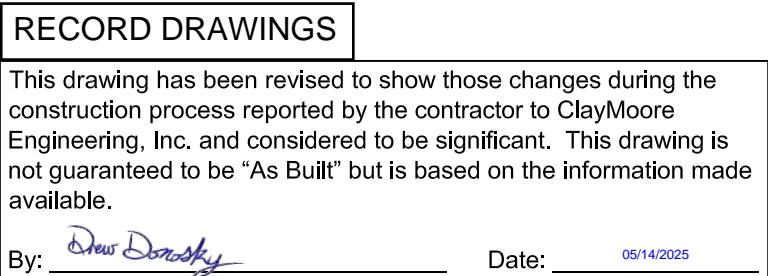 RECORD DRAWINGS
This drawing has been revised to show those changes during the
construction process reported by the contractor to ClayMoore
Engineering, Inc. and considered to be significant.  This drawing is
not guaranteed to be “As Built” but is based on the information made
available.
By: Drew Donosky Date: 05/14/2025